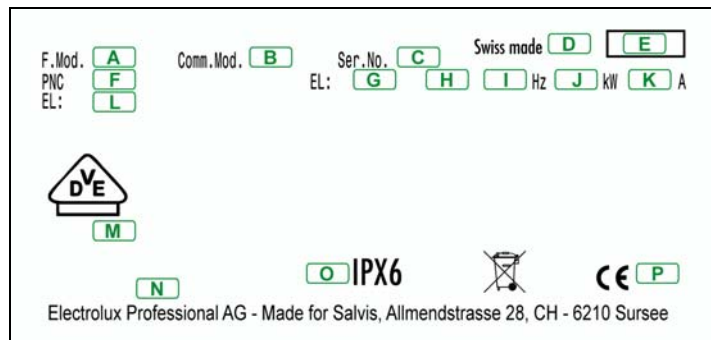 Swiss made D E
F.Mod. A Comm.Mod. B Ser.No. C
PNC F EL: G H I Hz J kW K A
EL: L
DVE
M
O IPX6 CE P
N
Electrolux Professional AG - Made for Salvis, Allmendstrasse 28, CH - 6210 Sursee